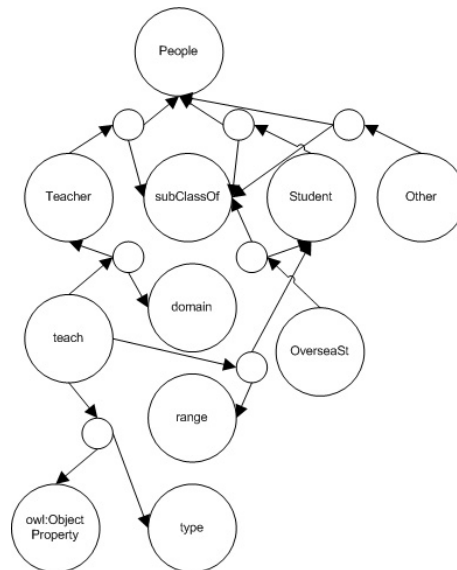 People
Teacher
subClassOf
Student
Other
domain
teach
OverseaSt
range
owl:Object
Property
type